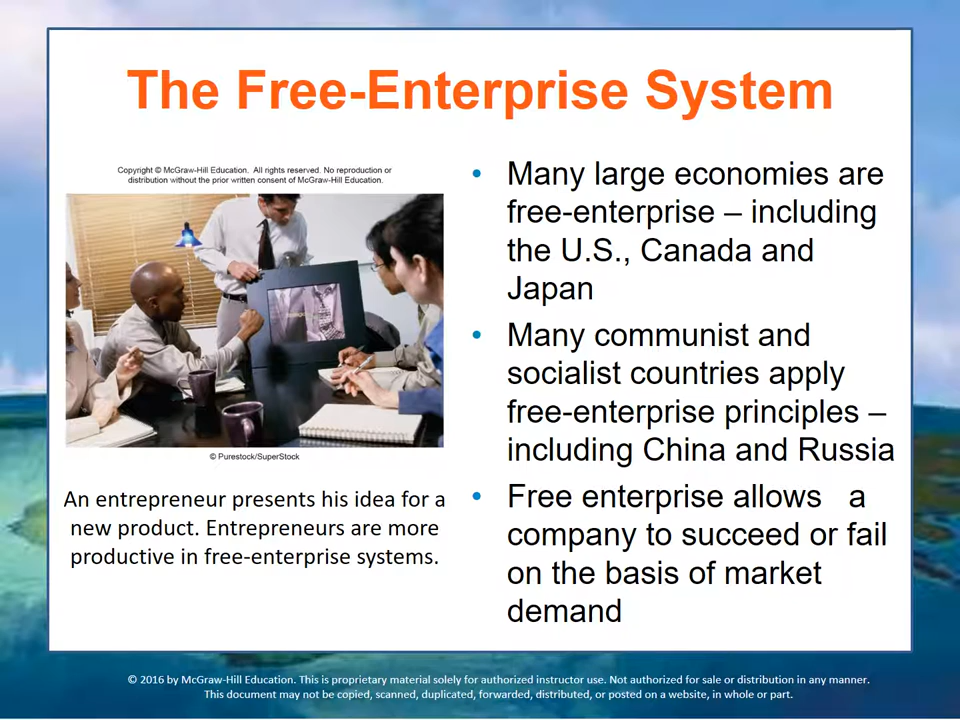 The Free-Enterprise System
Copyright © McGraw-Hill Education. All rights reserved. No reproduction or
distribution without the prior written consent of McGraw-Hill Education.
© Purestock/SuperStock
An entrepreneur presents his idea for a
new product. Entrepreneurs are more
productive in free-enterprise systems.
• Many large economies are
free-enterprise – including
the U.S., Canada and
Japan
• Many communist and
socialist countries apply
free-enterprise principles –
including China and Russia
• Free enterprise allows   a
company to succeed or fail
on the basis of market
demand
© 2016 by McGraw-Hill Education. This is proprietary material solely for authorized instructor use. Not authorized for sale or distribution in any manner.
This document may not be copied, scanned, duplicated, forwarded, distributed, or posted on a website, in whole or part.